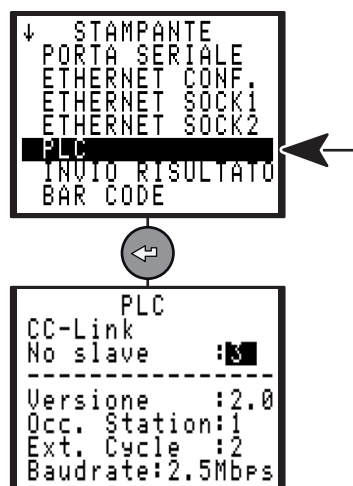 ↓ STAMPANTE
PORTA SERIALE
ETHERNET CONF.
ETHERNET SOCK1
ETHERNET SOCK2
PLC
INVIO RISULTATO
BAR CODE
PLC
CC-Link
No slave :3
--------------------
Versione :2.0
Occ. Station:1
Ext. Cycle :2
Baudrate:2.5Mbps